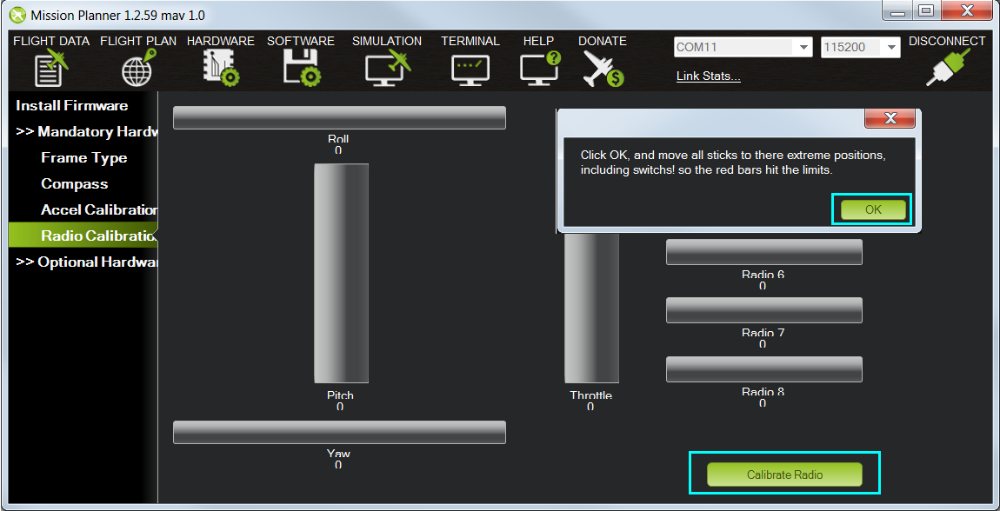 Mission Planner 1.2.59 mav 1.0
FLIGHT DATA FLIGHT PLAN HARDWARE SOFTWARE SIMULATION TERMINAL HELP DONATE
COM11 115200 DISCONNECT
Link Stats...
Install Firmware
>> Mandatory Hardw
Frame Type
Compass
Accel Calibration
Radio Calibratio
>> Optional Hardwar
Roll
0
Pitch
0
Yaw
0
Click OK, and move all sticks to there extreme positions,
including switchs! so the red bars hit the limits.
OK
Throttle
0
Radio 6
0
Radio 7
0
Radio 8
0
Calibrate Radio